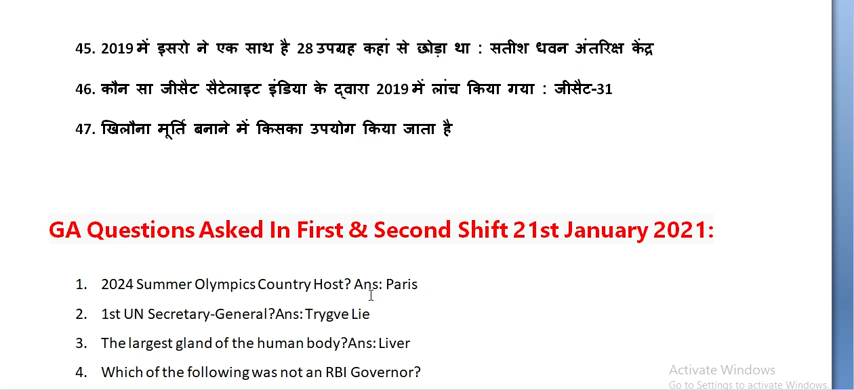 45. 2019 में इसरो ने एक साथ है 28 उपग्रह कहां से छोड़ा था : सतीश धवन अंतरिक्ष केंद्र
46. कौन सा जीसैट सैटेलाइट इंडिया के द्वारा 2019 में लांच किया गया : जीसैट-31
47. खिलौना मूर्ति बनाने में किसका उपयोग किया जाता है
GA Questions Asked In First & Second Shift 21st January 2021:
1. 2024 Summer Olympics Country Host? Ans: Paris
2. 1st UN Secretary-General?Ans: Trygve Lie
3. The largest gland of the human body?Ans: Liver
4. Which of the following was not an RBI Governor?
Activate Windows
Go to Settings to activate Windows.